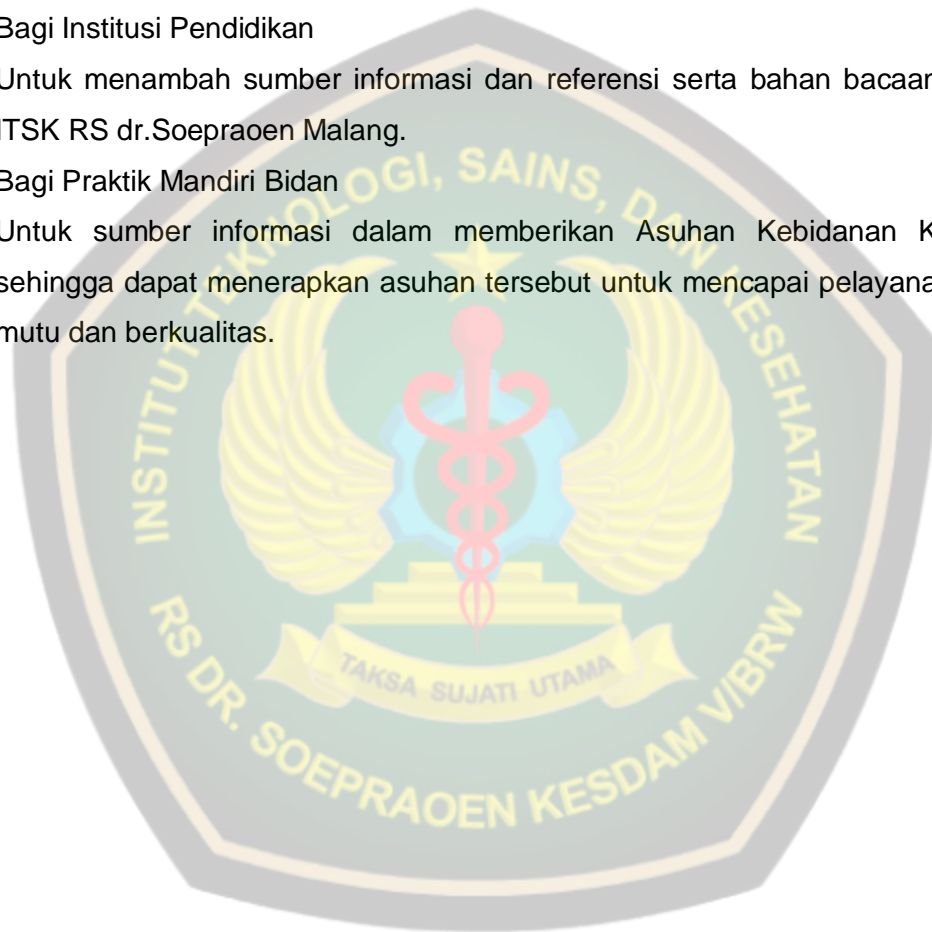 Bagi Institusi Pendidikan
Untuk menambah sumber informasi dan referensi serta bahan bacaan
ITSK RS dr.Soepraoen Malang.
Bagi Praktik Mandiri Bidan
Untuk sumber informasi dalam memberikan Asuhan Kebidanan K
sehingga dapat menerapkan asuhan tersebut untuk mencapai pelayana
mutu dan berkualitas.
INSTITUT TEKNOLOGI, SAINS, DAN KESEHATAN
TAKSA SUJATI UTAMA
RS DR. SOEPRAOEN KESDAM V/BRW